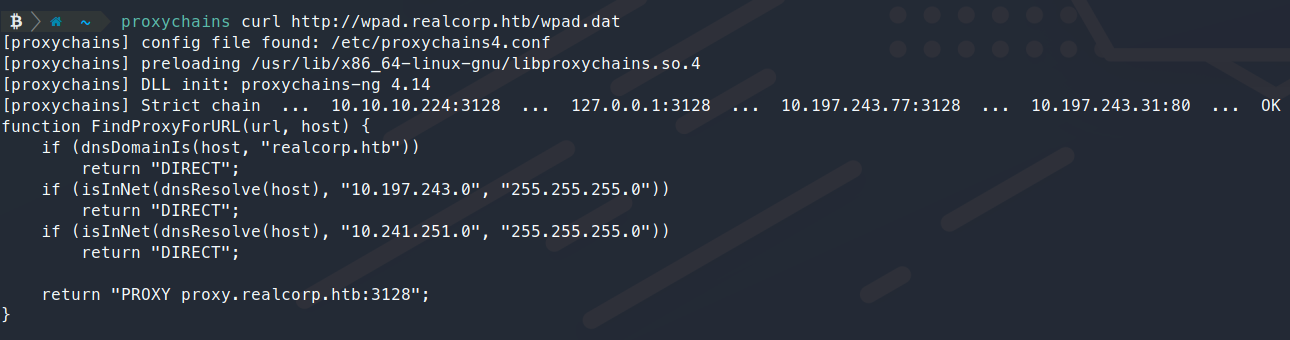 ₿ ~ proxychains curl http://wpad.realcorp.htb/wpad.dat
[proxychains] config file found: /etc/proxychains4.conf
[proxychains] preloading /usr/lib/x86_64-linux-gnu/libproxychains.so.4
[proxychains] DLL init: proxychains-ng 4.14
[proxychains] Strict chain  ...  10.10.10.224:3128  ...  127.0.0.1:3128  ...  10.197.243.77:3128  ...  10.197.243.31:80  ...  OK
function FindProxyForURL(url, host) {
    if (dnsDomainIs(host, "realcorp.htb"))
        return "DIRECT";
    if (isInNet(dnsResolve(host), "10.197.243.0", "255.255.255.0"))
        return "DIRECT";
    if (isInNet(dnsResolve(host), "10.241.251.0", "255.255.255.0"))
        return "DIRECT";

    return "PROXY proxy.realcorp.htb:3128";
}